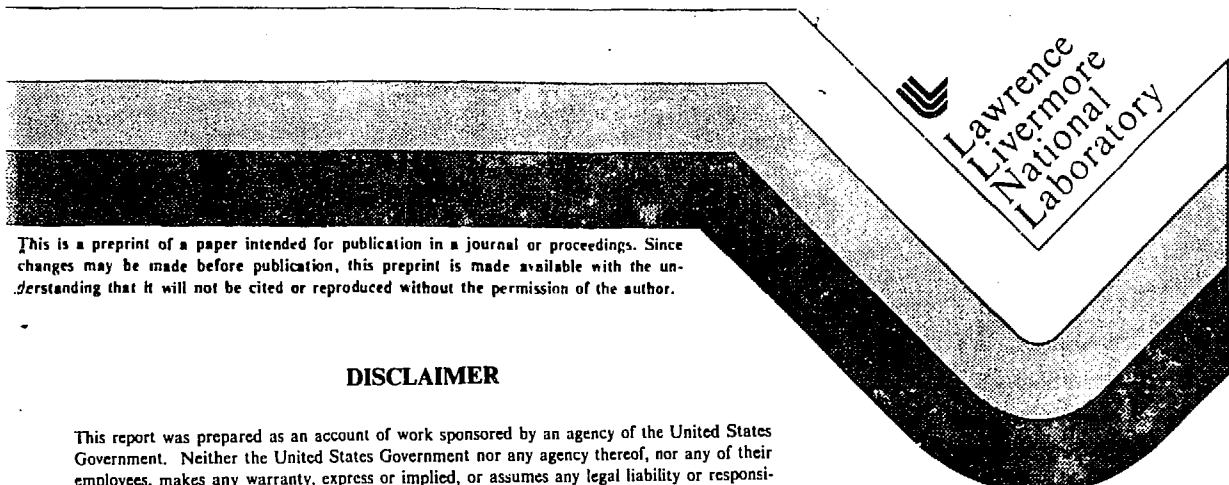 Lawrence
Livermore
National
Laboratory
This is a preprint of a paper intended for publication in a journal or proceedings. Since
changes may be made before publication, this preprint is made available with the un-
derstanding that it will not be cited or reproduced without the permission of the author.
DISCLAIMER
This report was prepared as an account of work sponsored by an agency of the United States
Government. Neither the United States Government nor any agency thereof, nor any of their
employees, makes any warranty, express or implied, or assumes any legal liability or responsi-